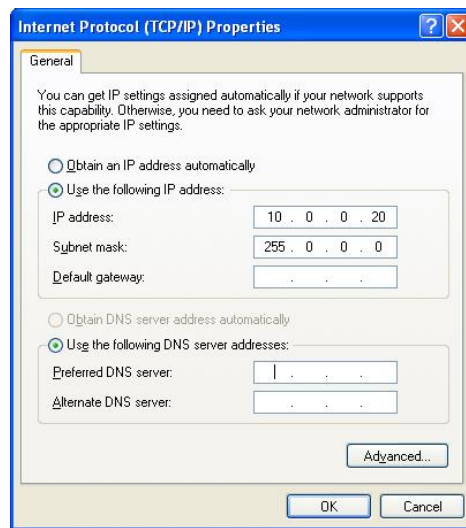 Internet Protocol (TCP/IP) Properties
General
You can get IP settings assigned automatically if your network supports
this capability. Otherwise, you need to ask your network administrator for
the appropriate IP settings.
Obtain an IP address automatically
Use the following IP address:
IP address: 10 . 0 . 0 . 20
Subnet mask: 255 . 0 . 0 . 0
Default gateway: . . .
Obtain DNS server address automatically
Use the following DNS server addresses:
Preferred DNS server: . . .
Alternate DNS server: . . .
Advanced...
OK Cancel